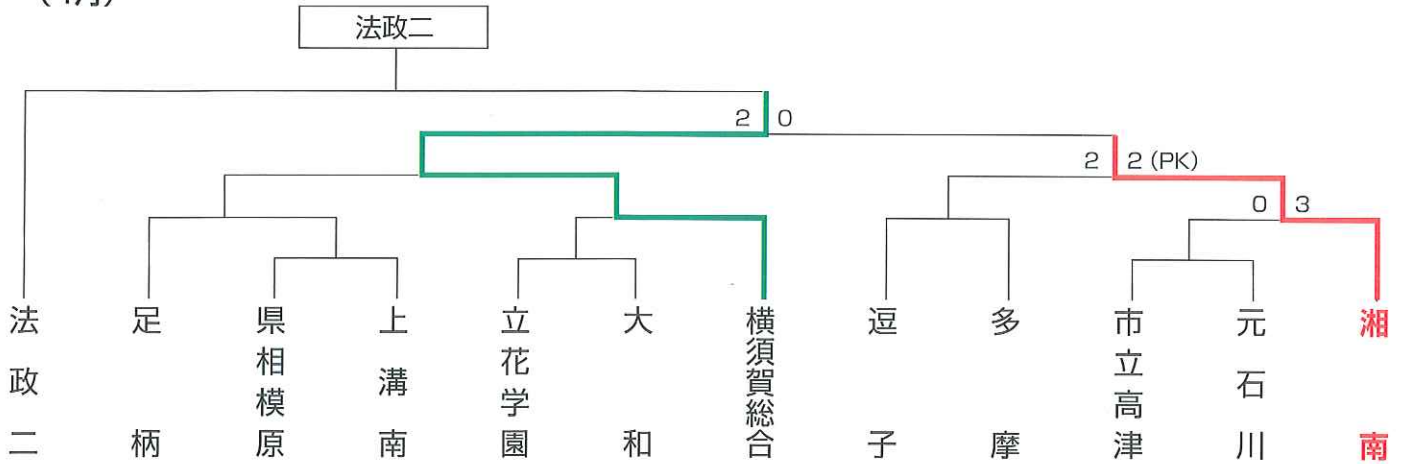 法政二
2 0
2 2 (PK)
0 3
法政二
足柄
県相模原
上溝南
立花学園
大和
横須賀総合
逗子
多摩
市立高津
元石川
湘南